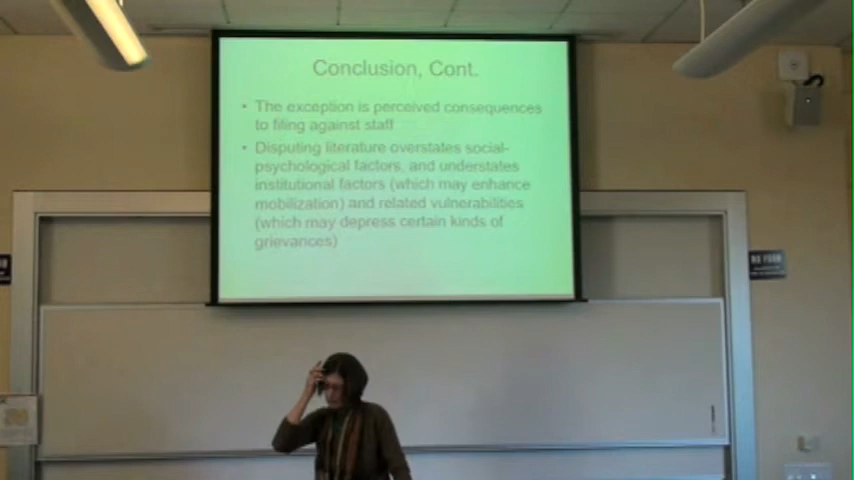 Conclusion, Cont.
• The exception is perceived consequences
to filing against staff
• Disputing literature overstates social-
psychological factors, and understates
institutional factors (which may enhance
mobilization) and related vulnerabilities
(which may depress certain kinds of
grievances)